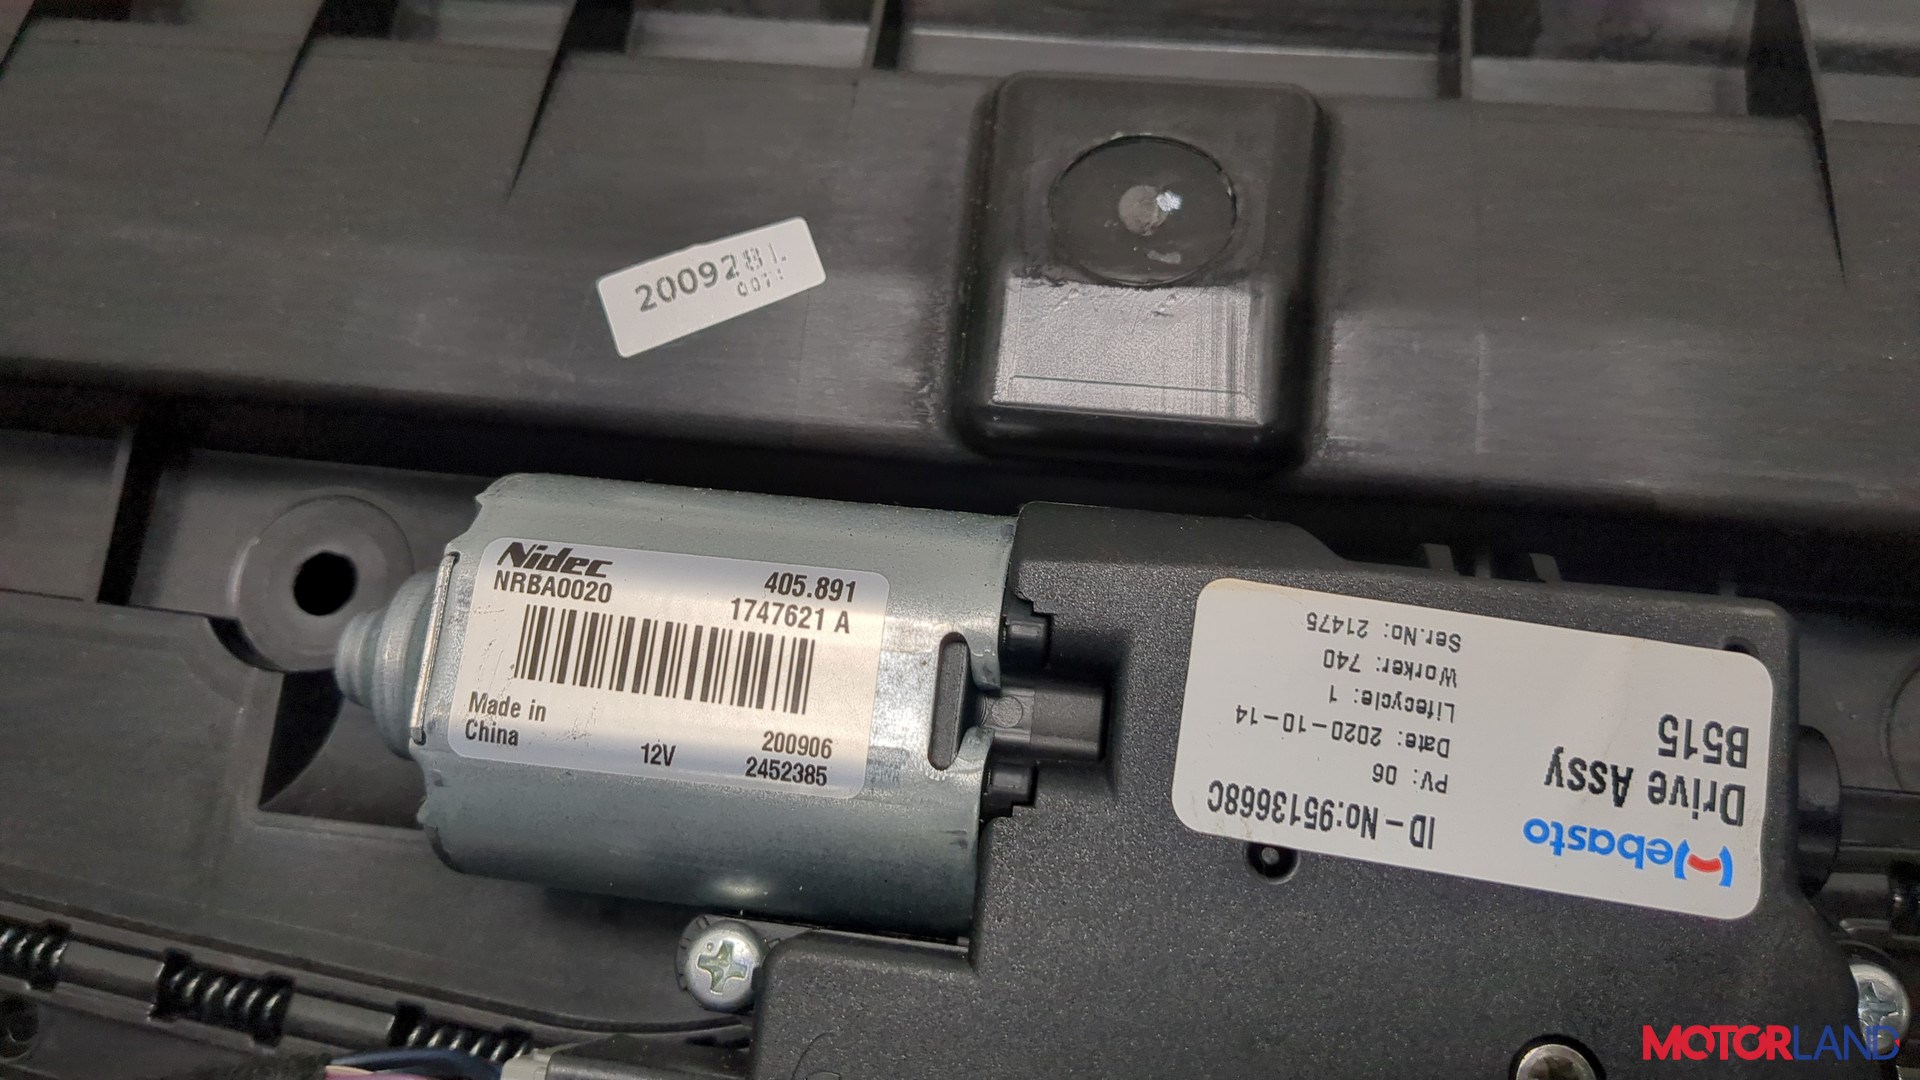 200928 L
Nidec
NRBA0020
405.891
1747621 A
Made in
China
12V
200906
2452385
Webasto
Drive Assy
B515
ID-No:9513668C
PV: 06
Date: 2020-10-14
Lifecycle: 1
Worker: 740
Ser.No: 21475
MOTORLAND